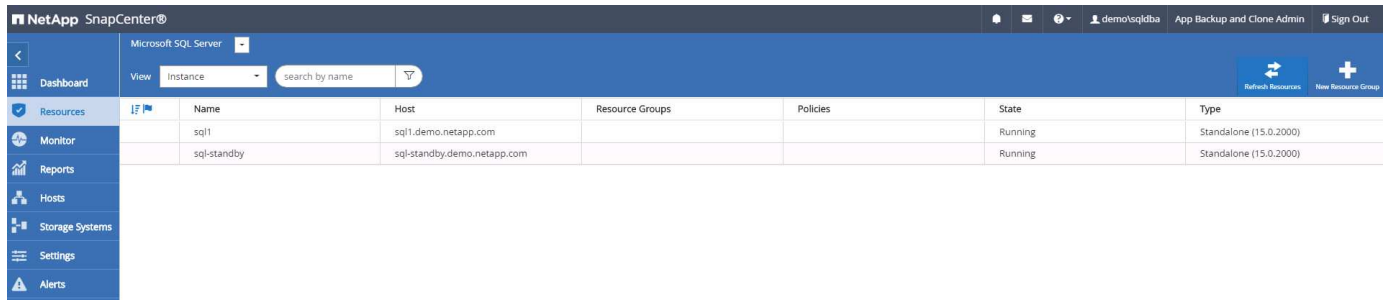 NetApp SnapCenter®
demo\sqldba App Backup and Clone Admin Sign Out
Microsoft SQL Server
View Instance search by name
Refresh Resources New Resource Group
Dashboard
Resources
Monitor
Reports
Hosts
Storage Systems
Settings
Alerts
Name Host Resource Groups Policies State Type
sql1 sql1.demo.netapp.com Running Standalone (15.0.2000)
sql-standby sql-standby.demo.netapp.com Running Standalone (15.0.2000)